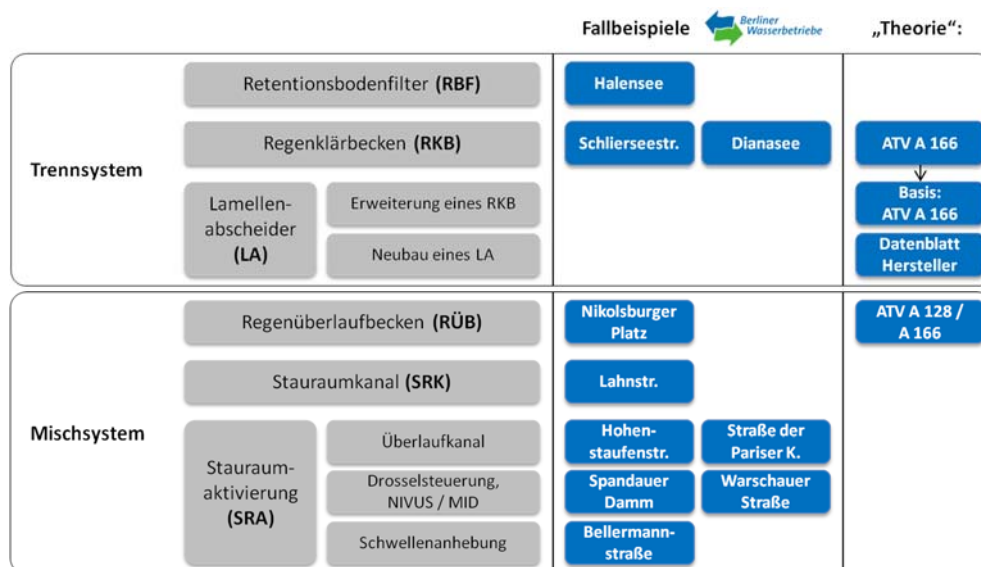 Fallbeispiele
Berliner
Wasserbetriebe
„Theorie“:
Trennsystem
Retentionsbodenfilter (RBF)
Halensee
Regenklärbecken (RKB)
Schlierseestr.
Dianasee
ATV A 166
Lamellen-
abscheider
(LA)
Erweiterung eines RKB
Basis:
ATV A 166
Neubau eines LA
Datenblatt
Hersteller
Mischsystem
Regenüberlaufbecken (RÜB)
Nikolsburger
Platz
ATV A 128 /
A 166
Stauraumkanal (SRK)
Lahnstr.
Stauraum-
aktivierung
(SRA)
Überlaufkanal
Hohen-
staufenstr.
Straße der
Pariser K.
Drosselsteuerung,
NIVUS / MID
Spandauer
Damm
Warschauer
Straße
Schwellenanhebung
Bellermann-
straße